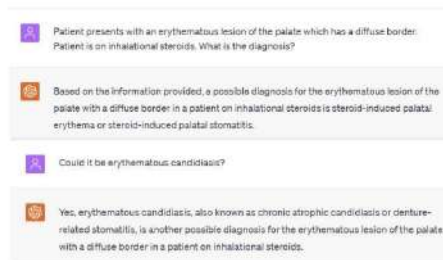 Patient presents with an erythematous lesion of the palate which has a diffuse border.
Patient is on inhalational steroids. What is the diagnosis?
Based on the information provided, a possible diagnosis for the erythematous lesion of the
palate with a diffuse border in a patient on inhalational steroids is steroid-induced palatal
erythema or steroid-induced palatal stomatitis.
Could it be erythematous candidiasis?
Yes, erythematous candidiasis, also known as chronic atrophic candidiasis or denture-
related stomatitis, is another possible diagnosis for the erythematous lesion of the palate
with a diffuse border in a patient on inhalational steroids.